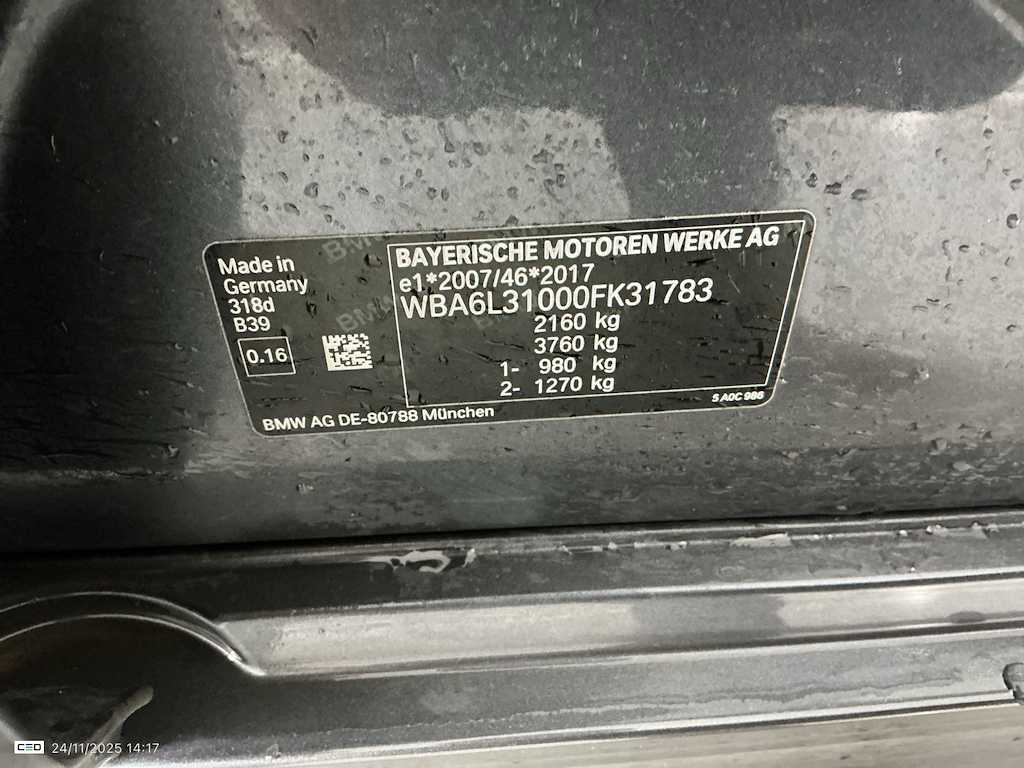 Made in
Germany
318d
B39
0.16
BAYERISCHE MOTOREN WERKE AG
e1*2007/46*2017
WBA6L31000FK31783
2160 kg
3760 kg
1- 980 kg
2- 1270 kg
5 A0C 986
BMW AG DE-80788 München
24/11/2025 14:17